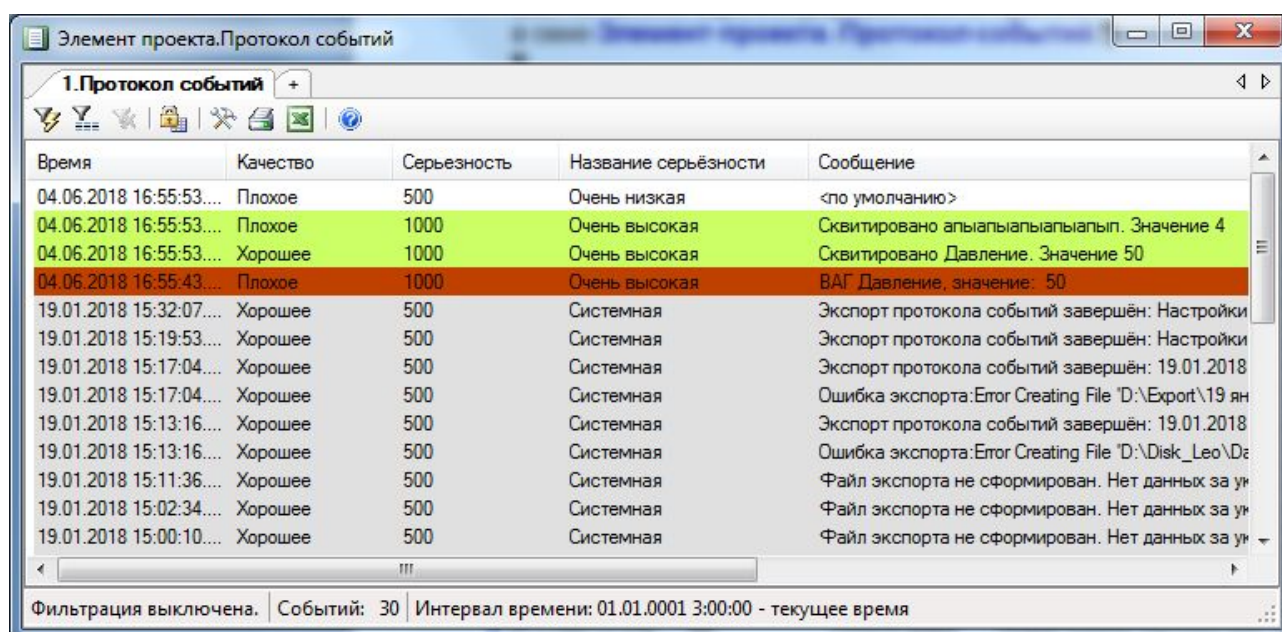 Элемент проекта.Протокол событий
1.Протокол событий +
Время Качество Серьезность Название серьёзности Сообщение
04.06.2018 16:55:53.... Плохое 500 Очень низкая <по умолчанию>
04.06.2018 16:55:53.... Плохое 1000 Очень высокая Сквитировано апыапыапыапыапып. Значение 4
04.06.2018 16:55:53.... Хорошее 1000 Очень высокая Сквитировано Давление. Значение 50
04.06.2018 16:55:43.... Плохое 1000 Очень высокая ВАГ Давление, значение: 50
19.01.2018 15:32:07.... Хорошее 500 Системная Экспорт протокола событий завершён: Настройки
19.01.2018 15:19:53.... Хорошее 500 Системная Экспорт протокола событий завершён: Настройки
19.01.2018 15:17:04.... Хорошее 500 Системная Экспорт протокола событий завершён: 19.01.2018
19.01.2018 15:17:04.... Хорошее 500 Системная Ошибка экспорта:Error Creating File "D:\Export\19 ян
19.01.2018 15:13:16.... Хорошее 500 Системная Экспорт протокола событий завершён: 19.01.2018
19.01.2018 15:13:16.... Хорошее 500 Системная Ошибка экспорта:Error Creating File "D:\Disk_Leo\Da
19.01.2018 15:11:36.... Хорошее 500 Системная Файл экспорта не сформирован. Нет данных за ук
19.01.2018 15:02:34.... Хорошее 500 Системная Файл экспорта не сформирован. Нет данных за ук
19.01.2018 15:00:10.... Хорошее 500 Системная Файл экспорта не сформирован. Нет данных за ук
Фильтрация выключена. Событий: 30 Интервал времени: 01.01.0001 3:00:00 - текущее время